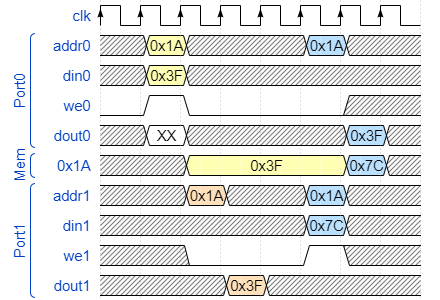 clk
Port0
addr0 0x1A 0x1A
din0 0x3F
we0
dout0 XX 0x3F
Mem
0x1A 0x3F 0x7C
Port1
addr1 0x1A 0x1A
din1 0x7C
we1
dout1 0x3F